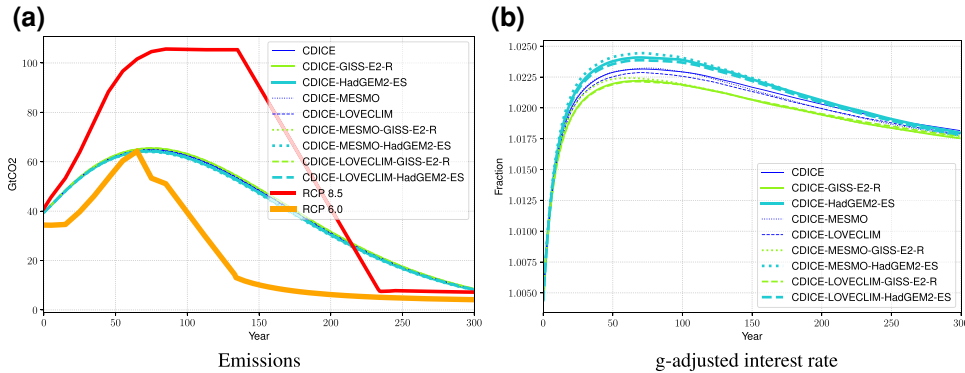 (a)
GtCO2
100
80
60
40
20
0
0
50
100
150
200
250
300
Year
CDICE
CDICE-GISS-E2-R
CDICE-HadGEM2-ES
CDICE-MESMO
CDICE-LOVECLIM
CDICE-MESMO-GISS-E2-R
CDICE-MESMO-HadGEM2-ES
CDICE-LOVECLIM-GISS-E2-R
CDICE-LOVECLIM-HadGEM2-ES
RCP 8.5
RCP 6.0
Emissions
(b)
Fraction
1.0250
1.0225
1.0200
1.0175
1.0150
1.0125
1.0100
1.0075
1.0050
0
50
100
150
200
250
300
Year
CDICE
CDICE-GISS-E2-R
CDICE-HadGEM2-ES
CDICE-MESMO
CDICE-LOVECLIM
CDICE-MESMO-GISS-E2-R
CDICE-MESMO-HadGEM2-ES
CDICE-LOVECLIM-GISS-E2-R
CDICE-LOVECLIM-HadGEM2-ES
g-adjusted interest rate